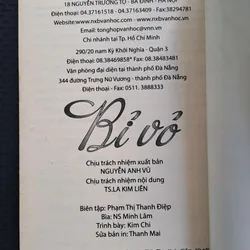 18 NGUYỄN TRƯỜNG TỘ - BA ĐÌNH - HÀ NỘI
Điện thoại: 04.37161518 - 04.37163409 - Fax:38294781
Website:www.nxbvanhoc.com; www.nxbvanhoc.vn
Email: tonghopvanhoc@vnn.vn
Chi nhánh tại Tp. Hồ Chí Minh
290/20 nam Kỳ Khởi Nghĩa - Quận 3
Điện thoại: 08.38469858* Fax: 08.38483481
Văn phòng đại diện tại thành phố Đà Nẵng
344 đường Trưng Nữ Vương - thành phố Đà Nẵng
Điện thoại - Fax: 0511. 3888333
Bỉ vỏ
Chịu trách nhiệm xuất bản
NGUYỄN ANH VŨ
Chịu trách nhiệm nội dung
TS.LA KIM LIÊN
Biên tập: Phạm Thị Thanh Điệp
Bìa: NS Minh Lâm
Trình bày: Kim Chi
Sửa bản in: Thanh Mai